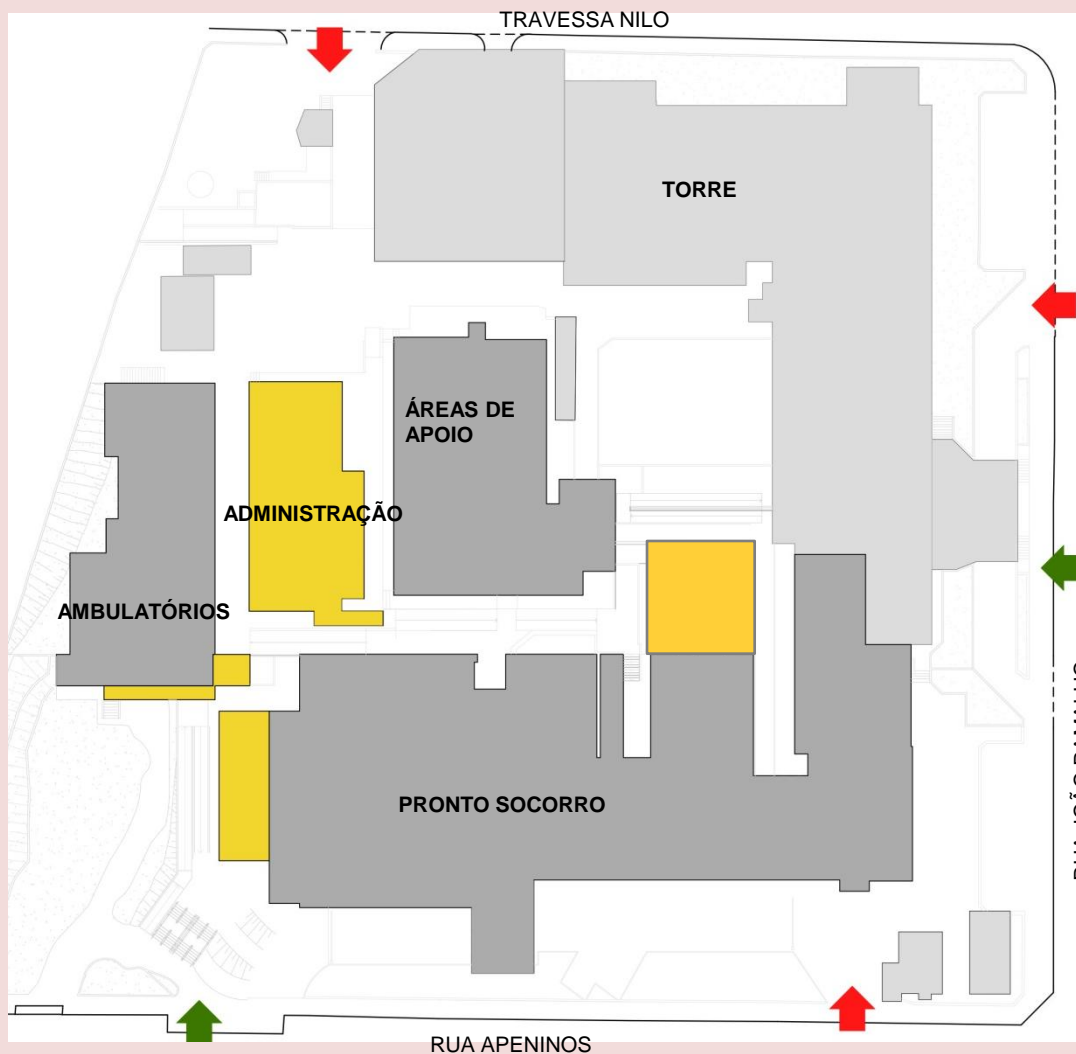 TRAVESSA NILO
TORRE
ÁREAS DE
APOIO
ADMINISTRAÇÃO
AMBULATÓRIOS
PRONTO SOCORRO
RUA APENINOS